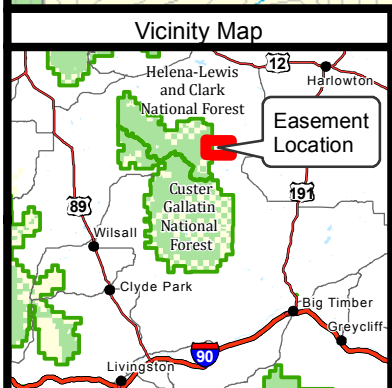 Vicinity Map
12
Helena-Lewis
and Clark
National Forest
Harlowton
Easement
Location
Custer
Gallatin
National
Forest
191
89
Wilsall
Clyde Park
Big Timber
Greycliff
90
Livingston